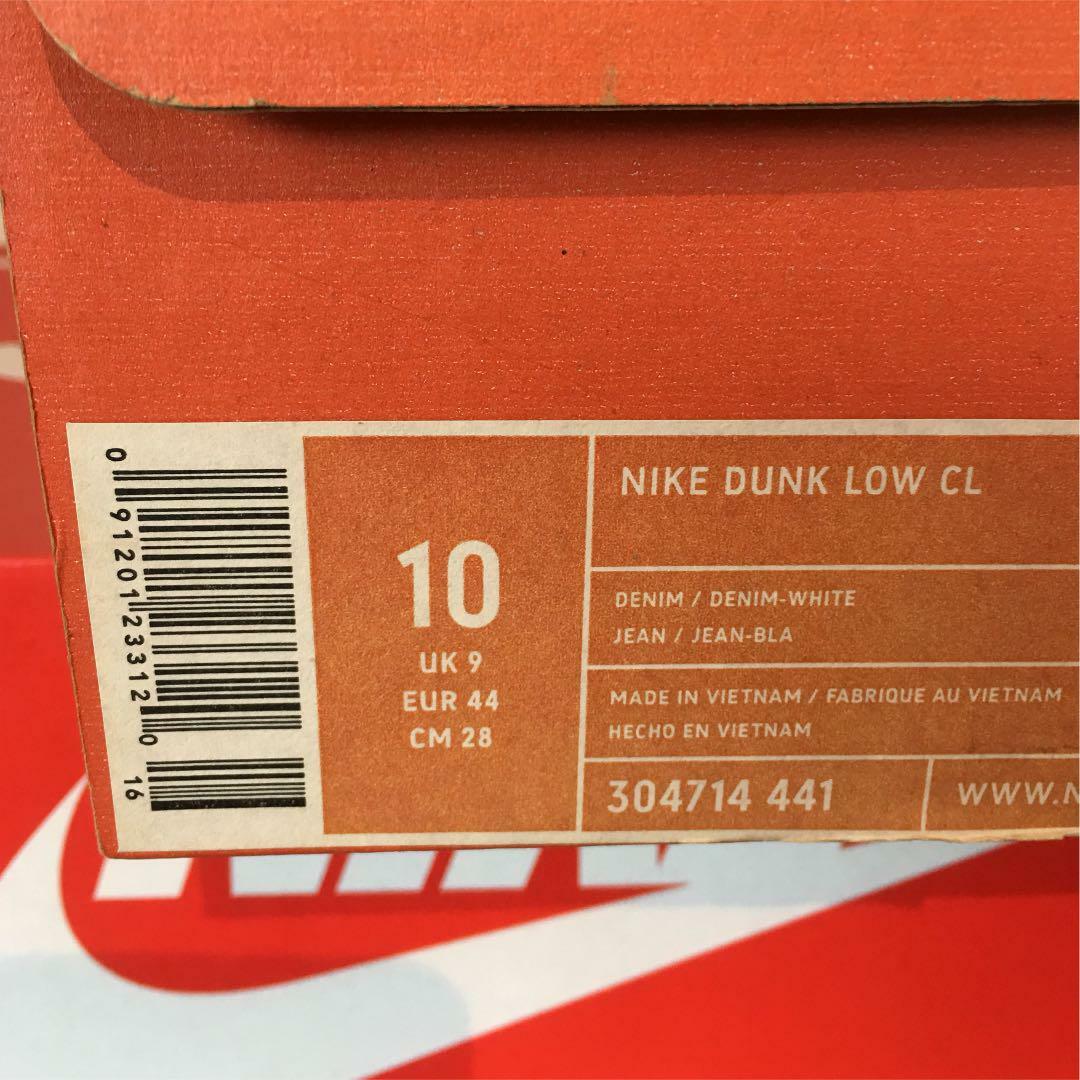 0 91201 23312 0
16
10
UK 9
EUR 44
CM 28
NIKE DUNK LOW CL
DENIM / DENIM-WHITE
JEAN / JEAN-BLA
MADE IN VIETNAM / FABRIQUE AU VIETNAM
HECHO EN VIETNAM
304714 441
WWW.N